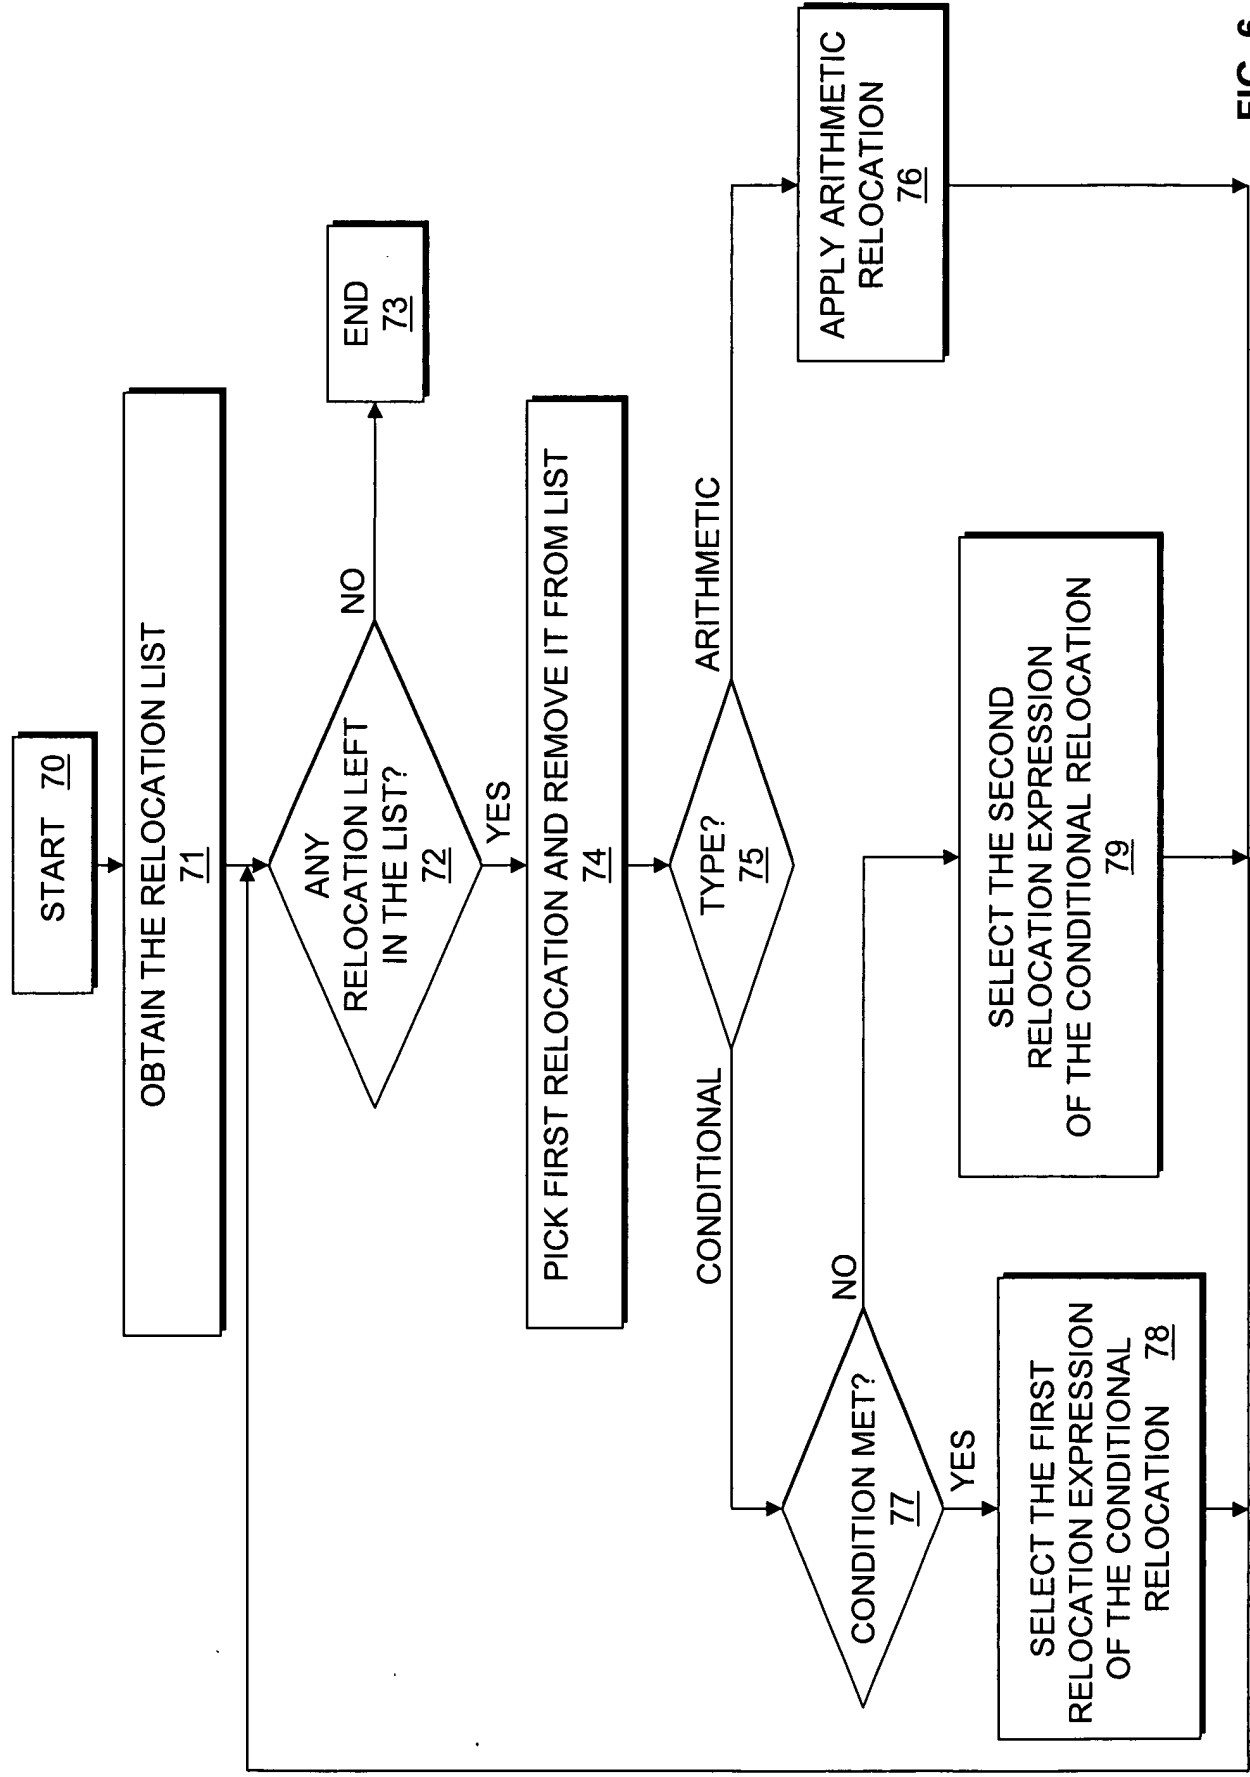 START 70
OBTAIN THE RELOCATION LIST
71
ANY
RELOCATION LEFT
IN THE LIST?
72
NO
END
73
YES
PICK FIRST RELOCATION AND REMOVE IT FROM LIST
74
TYPE?
75
CONDITIONAL
ARITHMETIC
APPLY ARITHMETIC
RELOCATION
76
CONDITION MET?
77
NO
YES
SELECT THE FIRST
RELOCATION EXPRESSION
OF THE CONDITIONAL
RELOCATION 78
SELECT THE SECOND
RELOCATION EXPRESSION
OF THE CONDITIONAL RELOCATION
79
FIG. 6